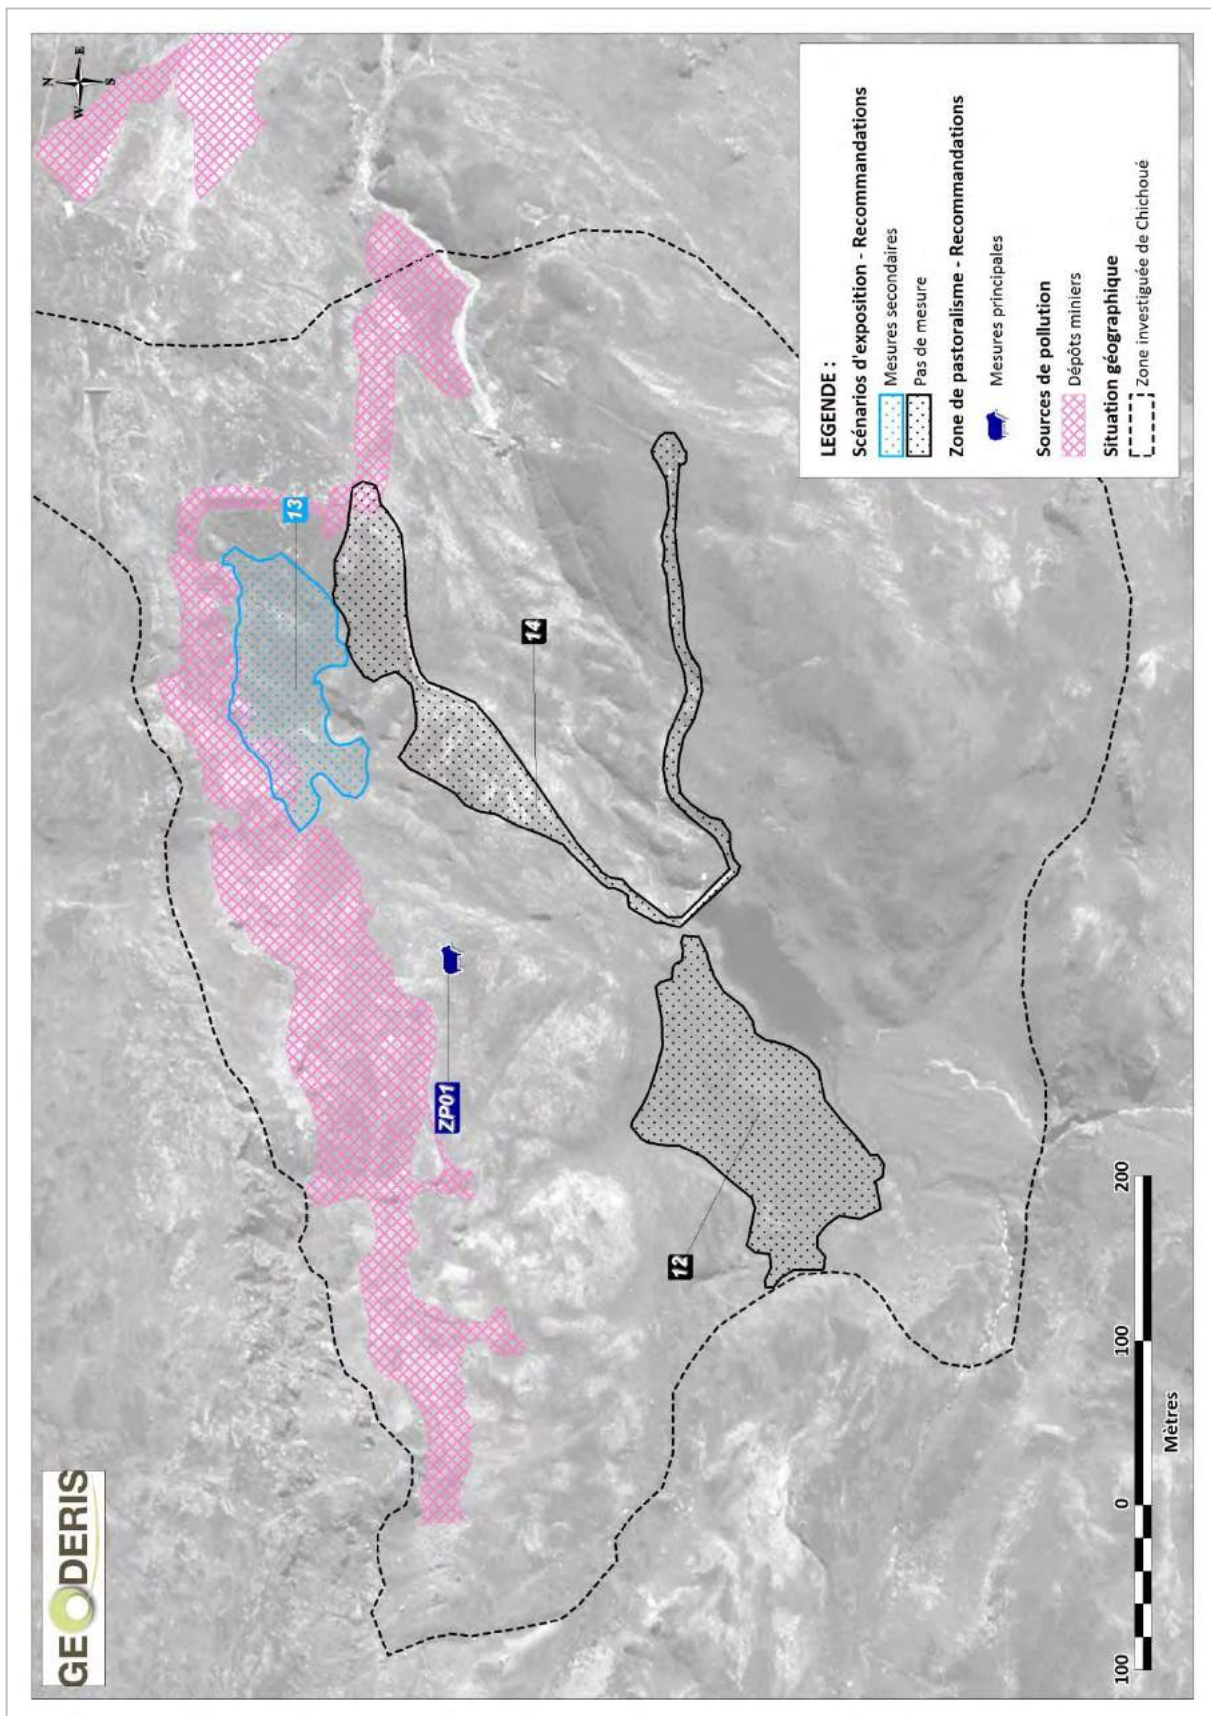 GEODERIS
N
E
S
W
13
14
ZP01
12
LEGENDE :
Scénarios d'exposition - Recommandations
Mesures secondaires
Pas de mesure
Zone de pastoralisme - Recommandations
Mesures principales
Sources de pollution
Dépôts miniers
Situation géographique
Zone investiguée de Chichoué
100 0 100 200
Mètres